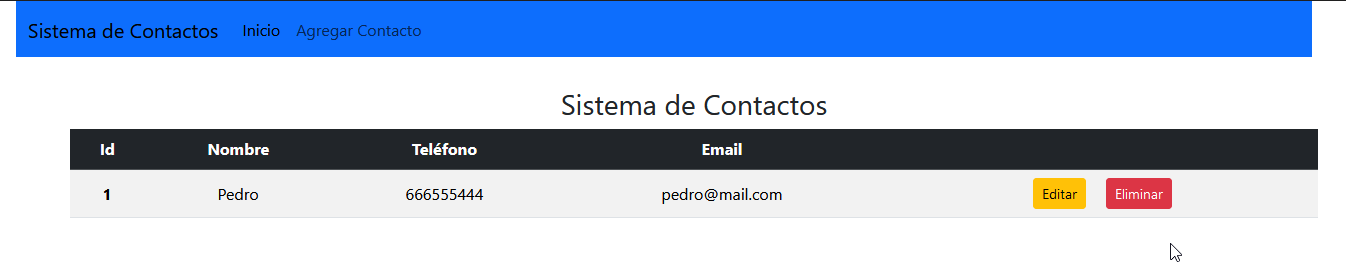 Sistema de Contactos Inicio Agregar Contacto
Sistema de Contactos
Id Nombre Teléfono Email
1 Pedro 666555444 pedro@mail.com Editar Eliminar